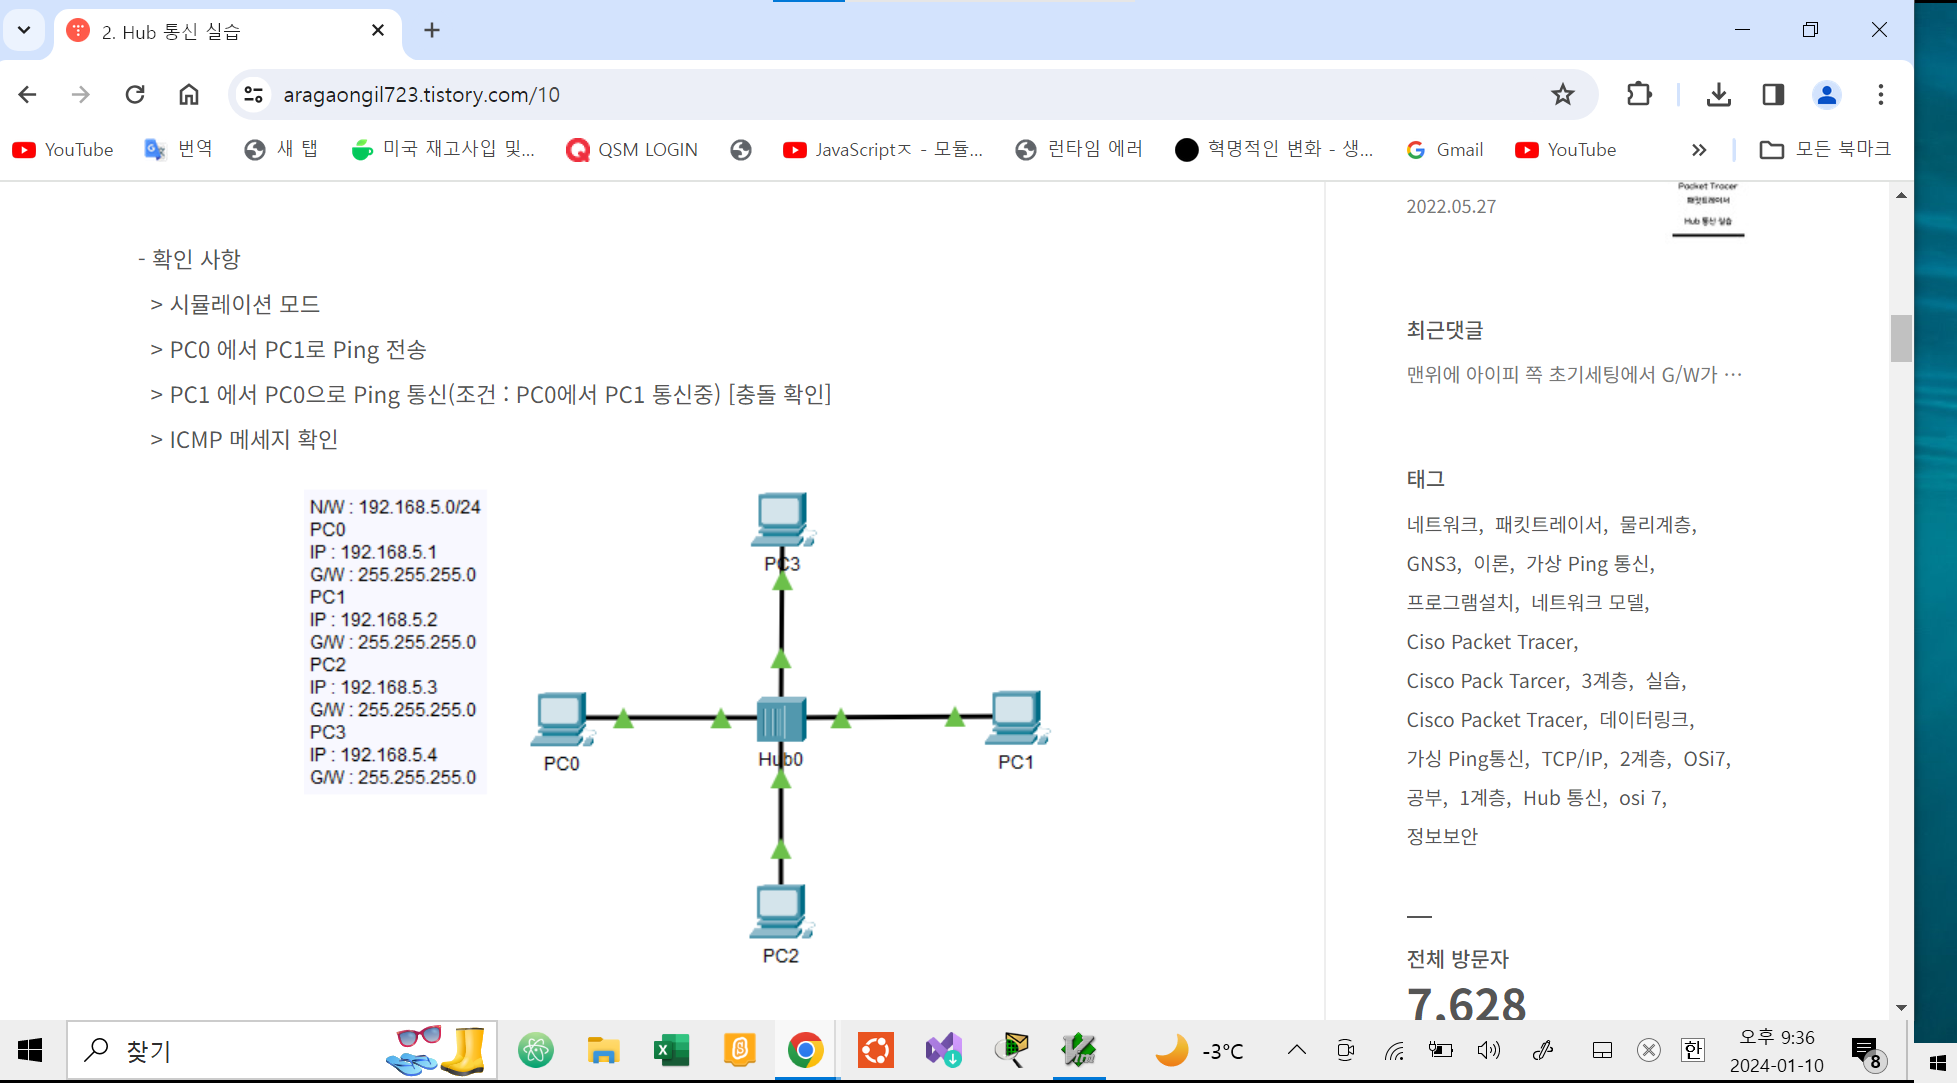 2. Hub 통신 실습
aragaongil723.tistory.com/10
YouTube
번역
새 탭
미국 재고사입 및...
QSM LOGIN
JavaScriptㅈ - 모듈...
런타임 에러
혁명적인 변화 - 생...
Gmail
YouTube
모든 북마크
- 확인 사항
> 시뮬레이션 모드
> PC0 에서 PC1로 Ping 전송
> PC1 에서 PC0으로 Ping 통신(조건 : PC0에서 PC1 통신중) [충돌 확인]
> ICMP 메세지 확인
N/W : 192.168.5.0/24
PC0
IP : 192.168.5.1
G/W : 255.255.255.0
PC1
IP : 192.168.5.2
G/W : 255.255.255.0
PC2
IP : 192.168.5.3
G/W : 255.255.255.0
PC3
IP : 192.168.5.4
G/W : 255.255.255.0
PC3
PC0
Hub0
PC1
PC2
2022.05.27
Packet Tracer
패킷트레이서
Hub 통신 실습
최근댓글
맨위에 아이피 쪽 초기세팅에서 G/W가 ⋯
태그
네트워크, 패킷트레이서, 물리계층,
GNS3, 이론, 가상 Ping 통신,
프로그램설치, 네트워크 모델,
Ciso Packet Tracer,
Cisco Pack Tarcer, 3계층, 실습,
Cisco Packet Tracer, 데이터링크,
가싱 Ping통신, TCP/IP, 2계층, OSi7,
공부, 1계층, Hub 통신, osi 7,
정보보안
전체 방문자
7,628
찾기
-3°C
한
오후 9:36
2024-01-10
8